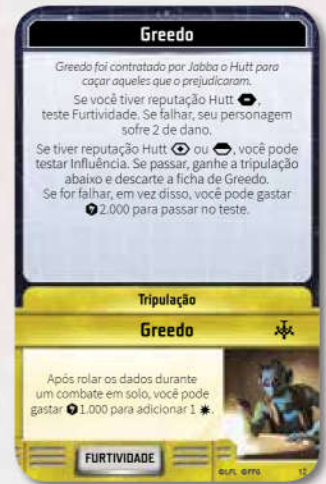 Greedo
Greedo foi contratado por Jabba o Hutt para
caçar aqueles que o prejudicaram.
Se você tiver reputação Hutt,
teste Furtividade. Se falhar, seu personagem
sofre 2 de dano.
Se tiver reputação Hutt ou, você pode
testar Influência. Se passar, ganhe a tripulação
abaixo e descarte a ficha de Greedo.
Se for falhar, em vez disso, você pode gastar
2.000 para passar no teste.
Tripulação
Greedo
Após rolar os dados durante
um combate em solo, você pode
gastar 1.000 para adicionar 1.
FURTIVIDADE
©LFL ©FFG 12